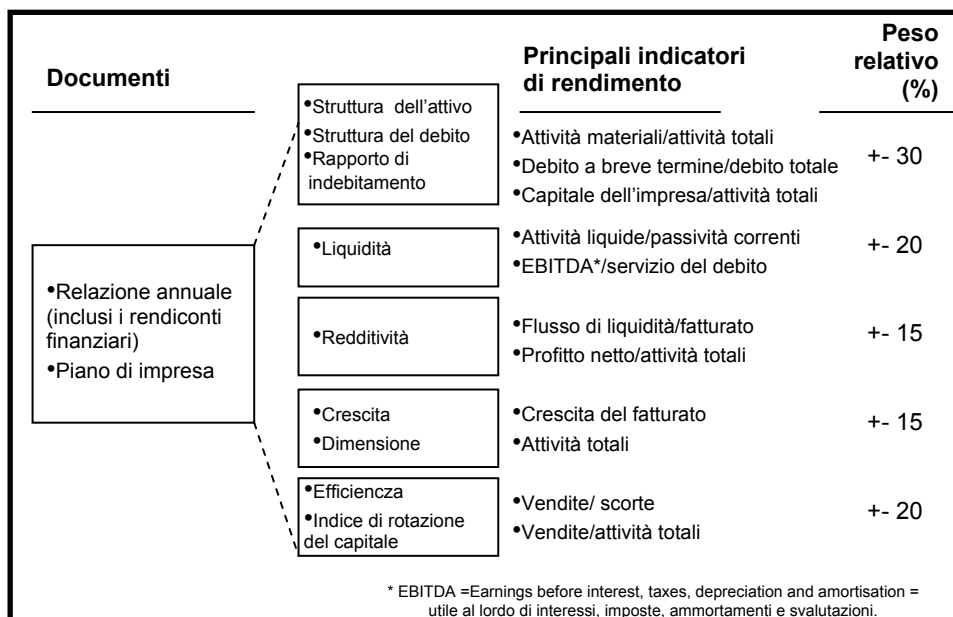 Documenti
Principali indicatori
di rendimento
Peso
relativo
(%)
•Relazione annuale
(inclusi i rendiconti
finanziari)
•Piano di impresa
•Struttura dell'attivo
•Struttura del debito
•Rapporto di
indebitamento
•Attività materiali/attività totali
•Debito a breve termine/debito totale
•Capitale dell'impresa/attività totali
+- 30
•Liquidità
•Attività liquide/passività correnti
•EBITDA*/servizio del debito
+- 20
•Redditività
•Flusso di liquidità/fatturato
•Profitto netto/attività totali
+- 15
•Crescita
•Dimensione
•Crescita del fatturato
•Attività totali
+- 15
•Efficiencza
•Indice di rotazione
del capitale
•Vendite/ scorte
•Vendite/attività totali
+- 20
* EBITDA =Earnings before interest, taxes, depreciation and amortisation =
utile al lordo di interessi, imposte, ammortamenti e svalutazioni.